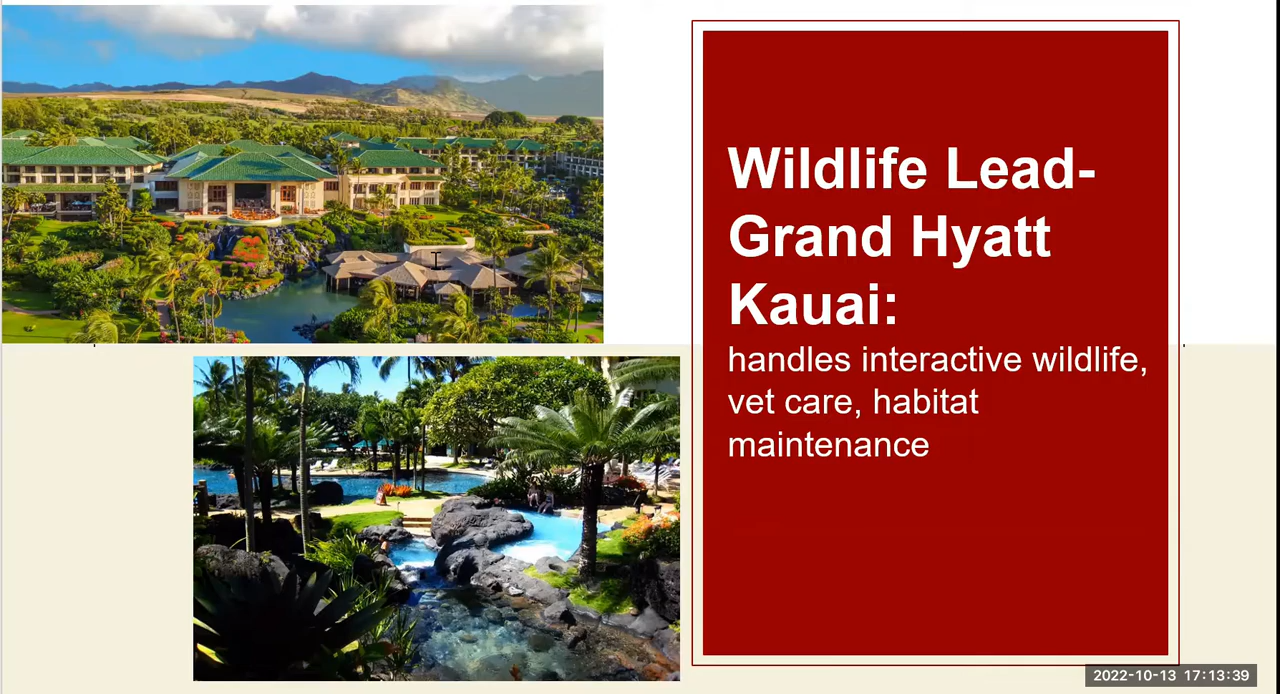 Wildlife Lead-
Grand Hyatt
Kauai:
handles interactive wildlife,
vet care, habitat
maintenance
2022-10-13 17:13:39